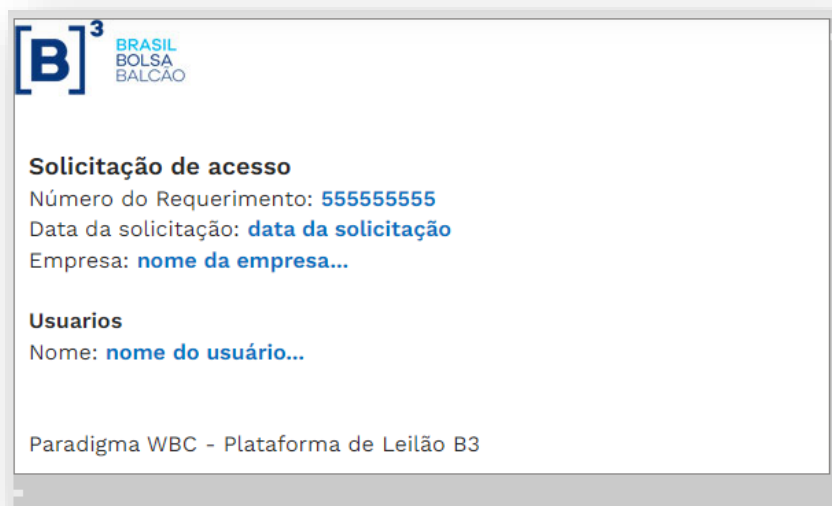 [B]³ BRASIL
BOLSA
BALCÃO
Solicitação de acesso
Número do Requerimento: 555555555
Data da solicitação: data da solicitação
Empresa: nome da empresa...
Usuarios
Nome: nome do usuário...
Paradigma WBC - Plataforma de Leilão B3